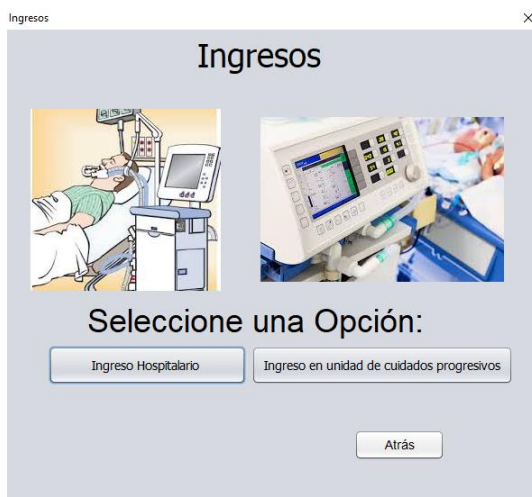 Ingresos
Ingresos
Seleccione una Opción:
Ingreso Hospitalario
Ingreso en unidad de cuidados progresivos
Atrás